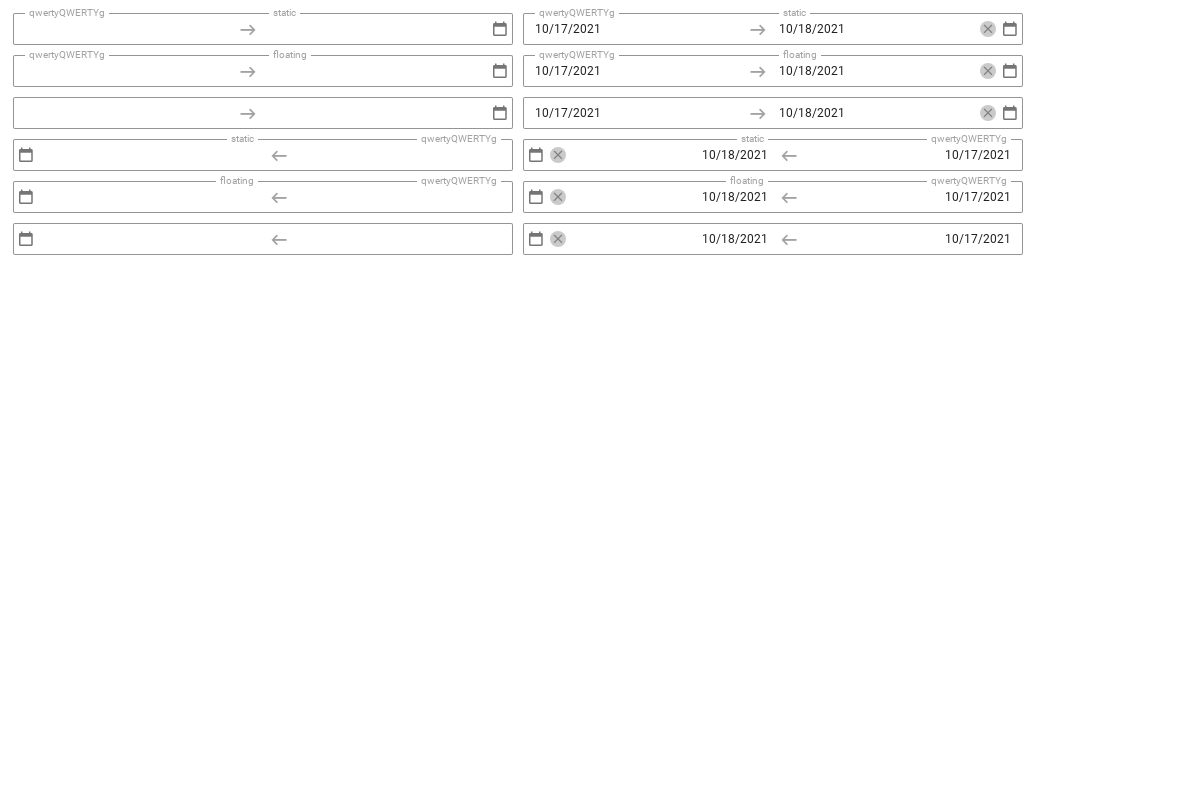 qwertyQWERTYg static qwertyQWERTYg static
10/17/2021 10/18/2021
qwertyQWERTYg floating qwertyQWERTYg floating
10/17/2021 10/18/2021
10/17/2021 10/18/2021
static qwertyQWERTYg static qwertyQWERTYg
10/18/2021 10/17/2021
floating qwertyQWERTYg floating qwertyQWERTYg
10/18/2021 10/17/2021
10/18/2021 10/17/2021